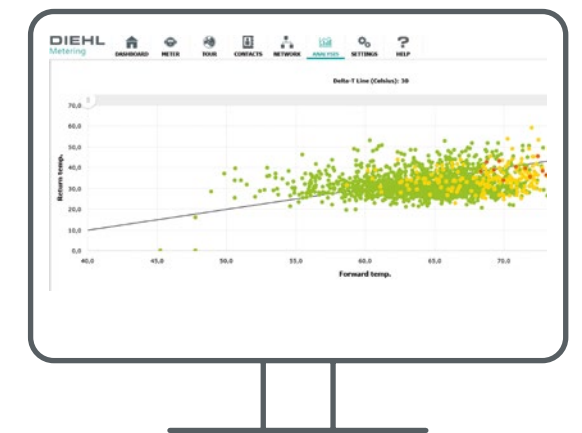 DIEHL
Metering
DASHBOARD METER TOUR CONTACTS NETWORK ANALYSIS SETTINGS HELP
Delta-T Line (Celsius): 30
70,0
60,0
50,0
40,0
30,0
20,0
10,0
0,0
Return temp.
40,0 45,0 50,0 55,0 60,0 65,0 70,0
Forward temp.